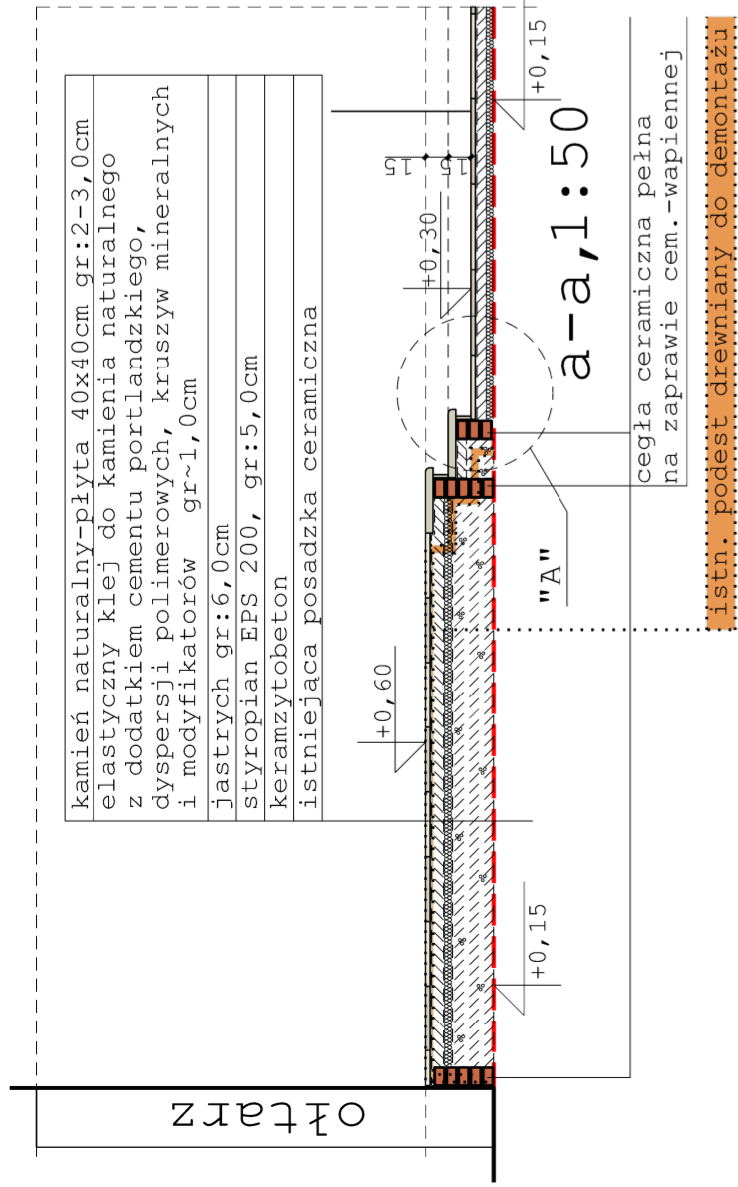 kamień naturalny-płyta 40x40cm gr:2-3,0cm
elastyczny klej do kamienia naturalnego
z dodatkiem cementu portlandzkiego,
dyspersji polimerowych, kruszyw mineralnych
i modyfikatorów gr~1,0cm
jastrych gr:6,0cm
styropian EPS 200, gr:5,0cm
keramzytobeton
istniejąca posadzka ceramiczna
15
15
+0,30
+0,15
+0,60
+0,15
a-a,1:50
"A"
cegła ceramiczna pełna
na zaprawie cem.-wapiennej
istn. podest drewniany do demontażu
ołtarz